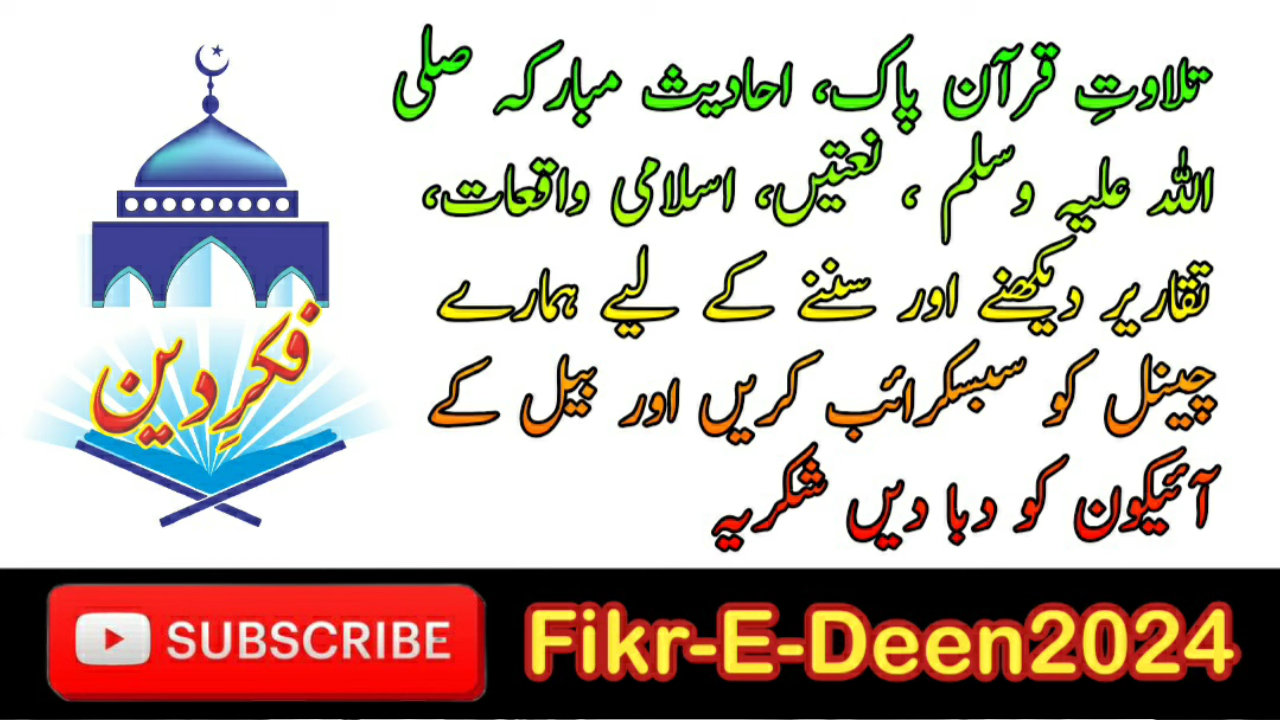 تلاوتِ قرآن پاک، احادیث مبارکہ صلی
اللہ علیہ وسلم ، نعتیں، اسلامی واقعات،
تقاریر دیکھنے اور سننے کے لیے ہمارے
چینل کو سبسکرائب کریں اور بیل کے
آئیکون کو دبا دیں شکریہ
فکرِ دین
SUBSCRIBE
Fikr-E-Deen2024